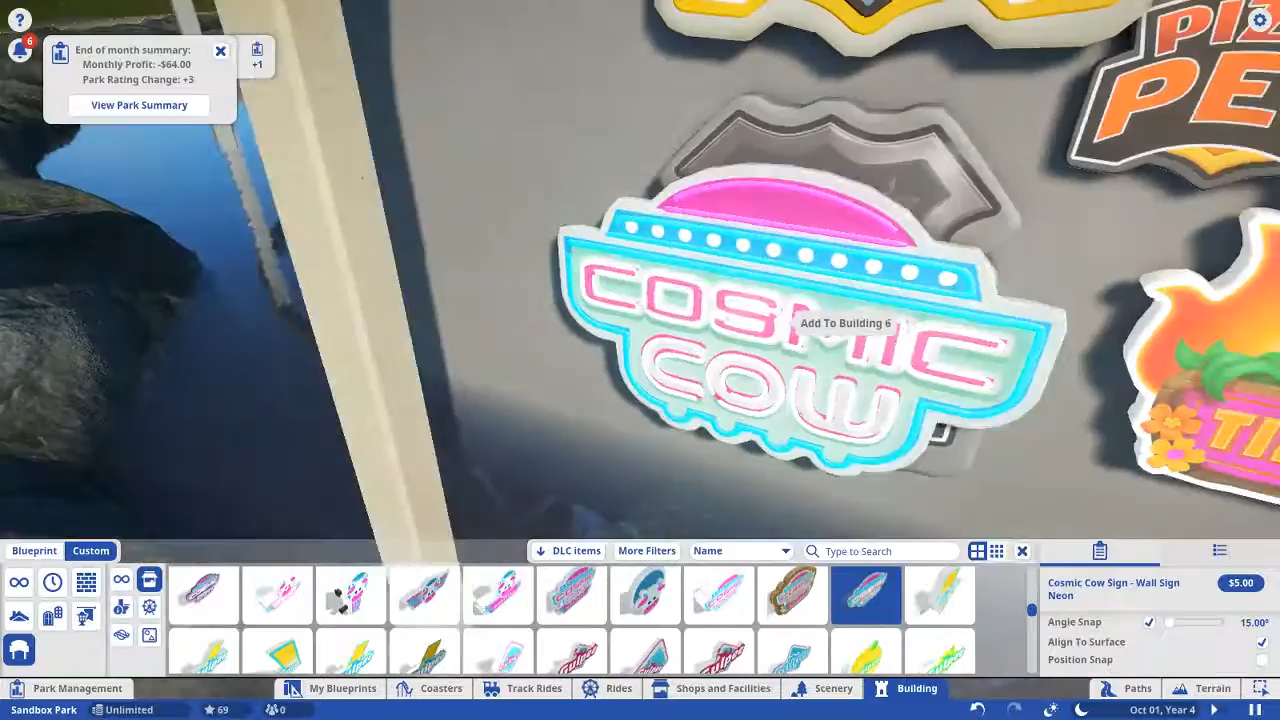 ?
6
End of month summary:
Monthly Profit: -$64.00
Park Rating Change: +3
View Park Summary
+1
PIZ
PE
COSMIC
COW
Add To Building 6
TI
Blueprint
Custom
DLC items
More Filters
Name
Type to Search
Cosmic Cow Sign - Wall Sign
Neon
$5.00
Angle Snap
15.00°
Align To Surface
Position Snap
Park Management
My Blueprints
Coasters
Track Rides
Rides
Shops and Facilities
Scenery
Building
Paths
Terrain
Sandbox Park
Unlimited
69
0
Oct 01, Year 4